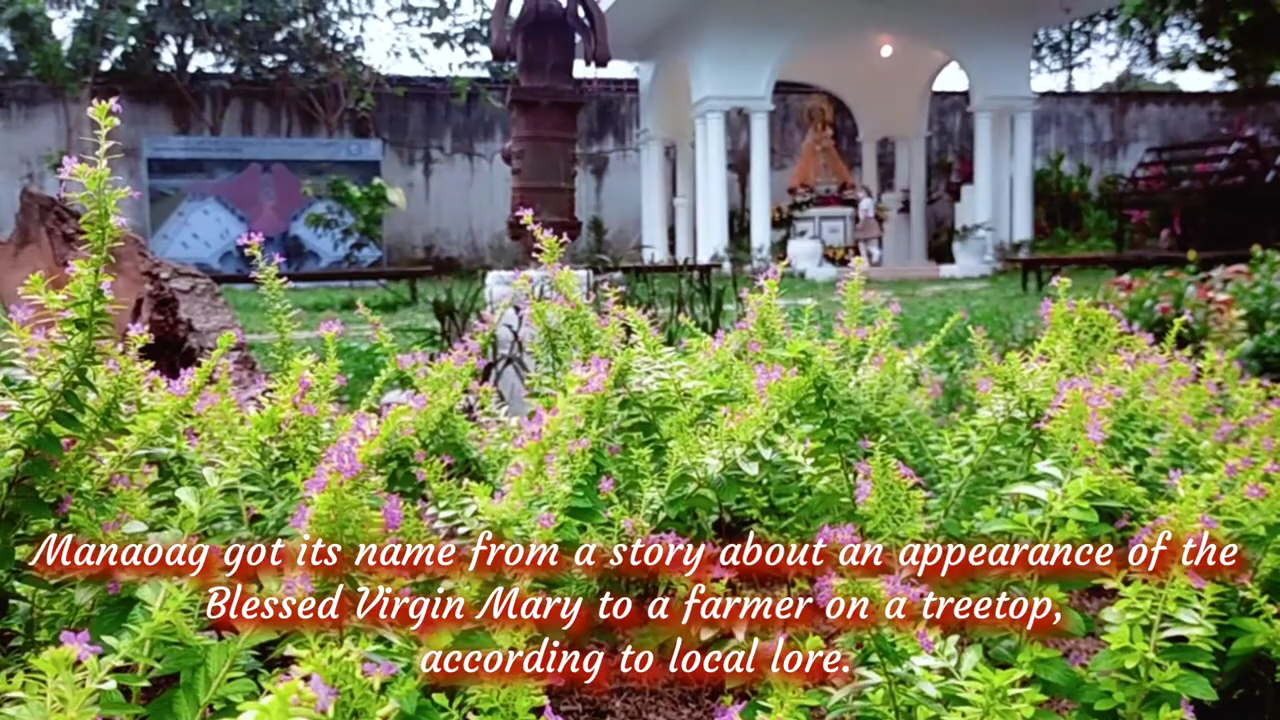 Manaoag got its name from a story about an appearance of the
Blessed Virgin Mary to a farmer on a treetop,
according to local lore.